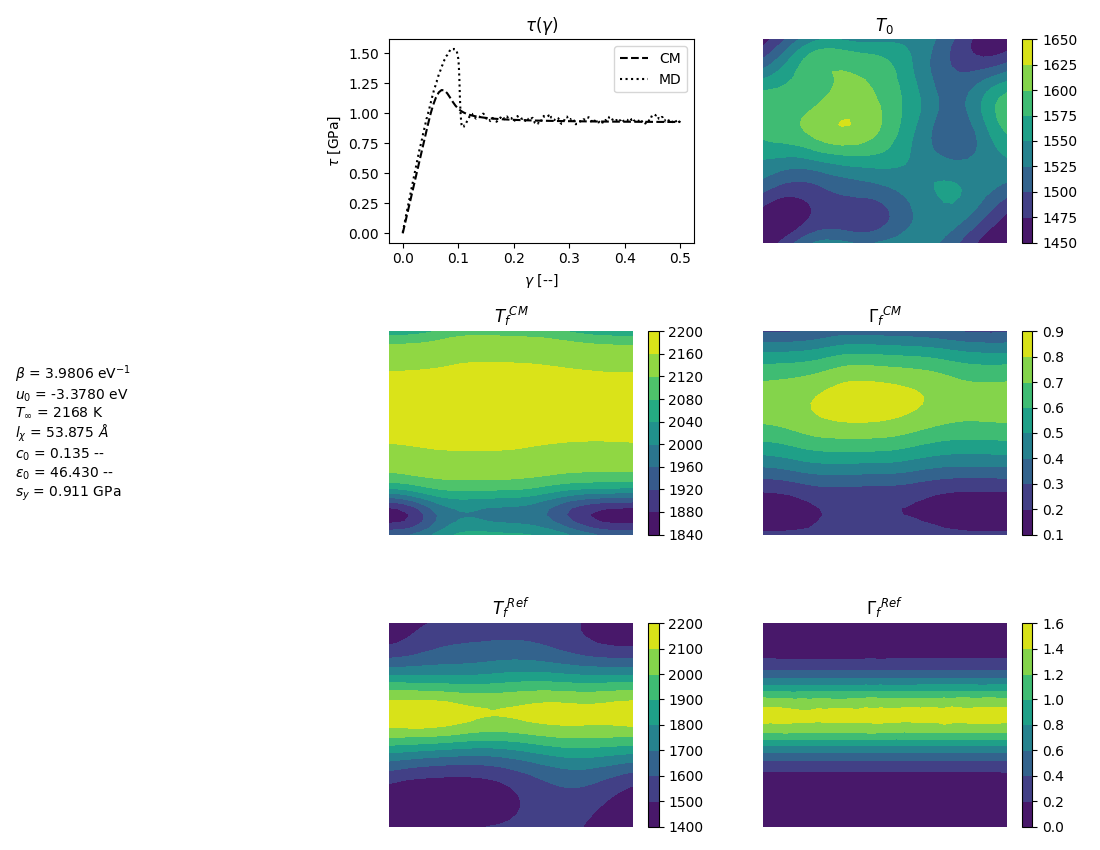 τ(γ)
1.50
1.25
1.00
0.75
0.50
0.25
0.00
τ [GPa]
CM
MD
0.0 0.1 0.2 0.3 0.4 0.5
γ [--]
T₀
1650
1625
1600
1575
1550
1525
1500
1475
1450
β = 3.9806 eV⁻¹
u₀ = -3.3780 eV
T∞ = 2168 K
lᵪ = 53.875 Å
c₀ = 0.135 --
ε₀ = 46.430 --
s_y = 0.911 GPa
T_f^CM
2200
2160
2120
2080
2040
2000
1960
1920
1880
1840
Γ_f^CM
0.9
0.8
0.7
0.6
0.5
0.4
0.3
0.2
0.1
T_f^Ref
2200
2100
2000
1900
1800
1700
1600
1500
1400
Γ_f^Ref
1.6
1.4
1.2
1.0
0.8
0.6
0.4
0.2
0.0